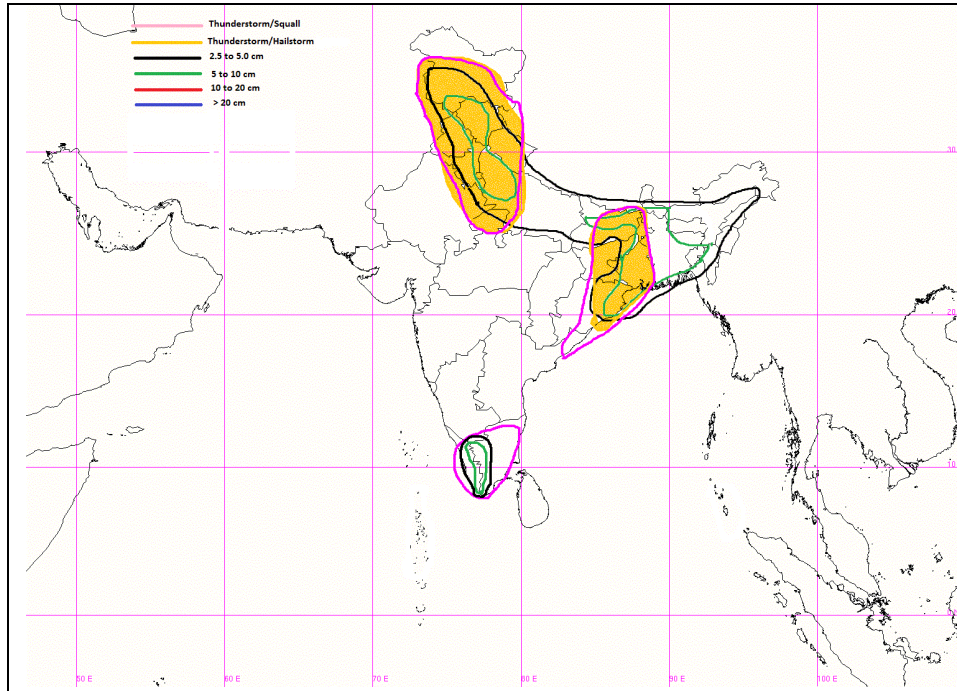 Thunderstorm/Squall
Thunderstorm/Hailstorm
2.5 to 5.0 cm
5 to 10 cm
10 to 20 cm
> 20 cm
30
20
10
50 E
60 E
70 E
80 E
90 E
100 E